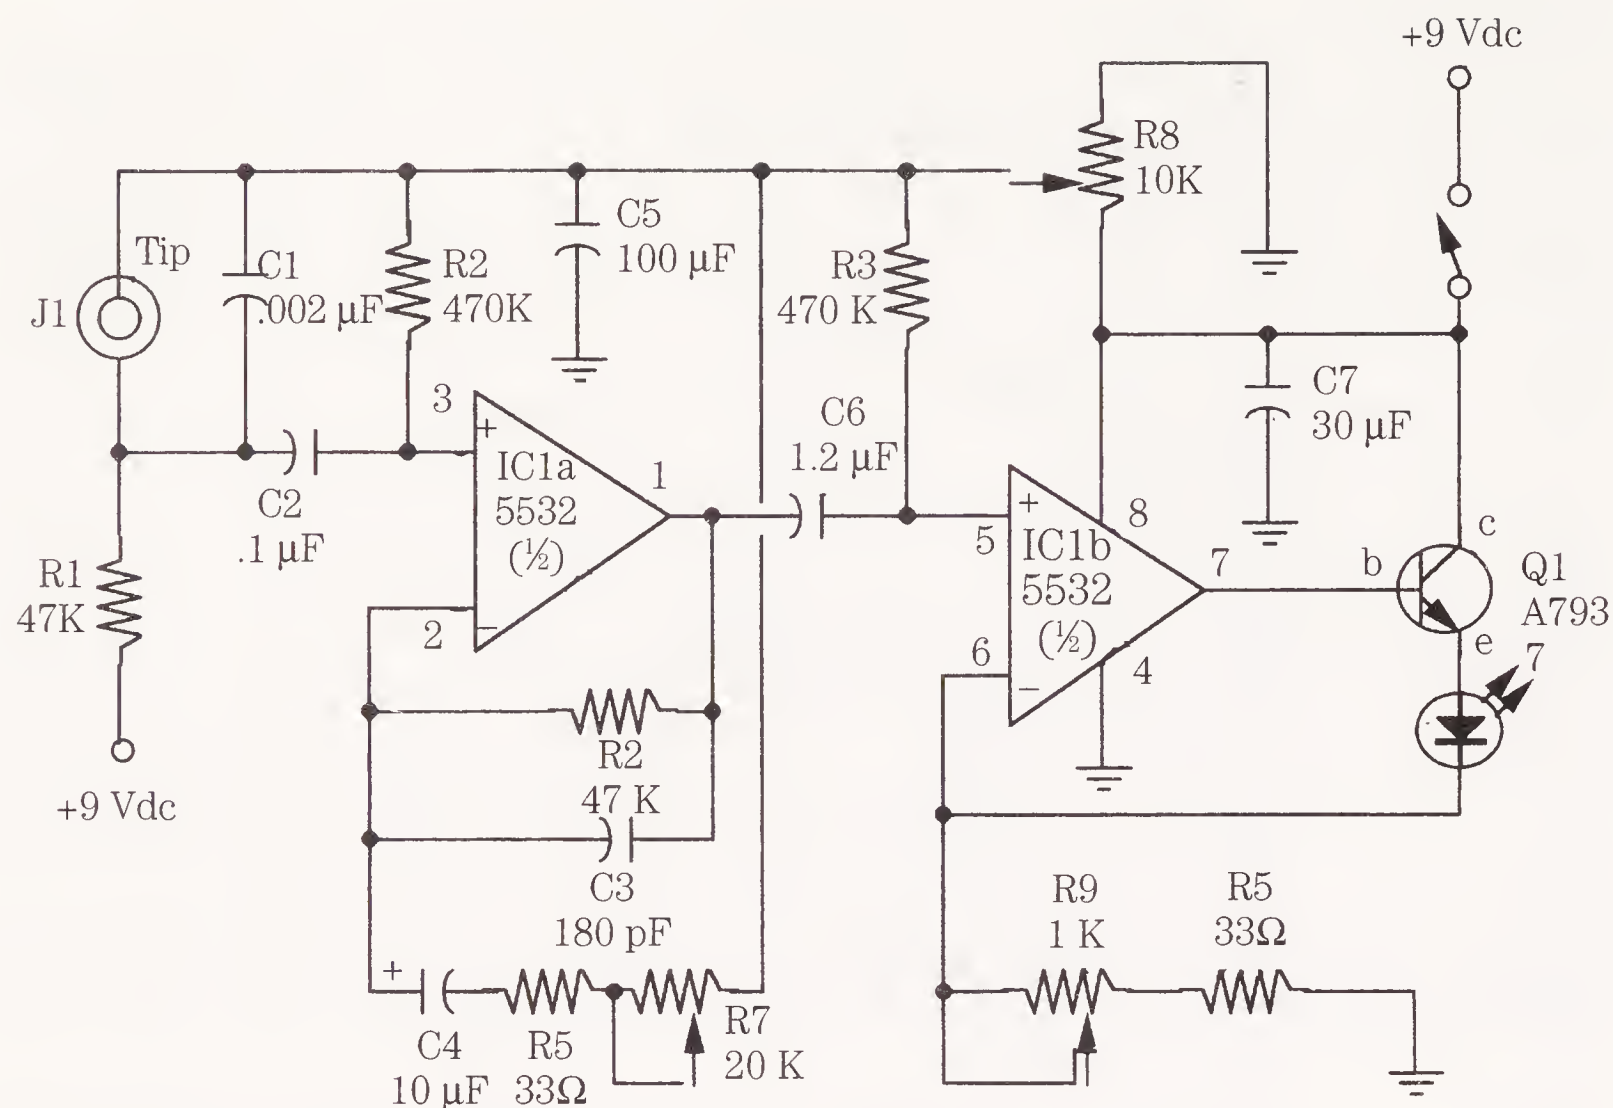 +9 Vdc
R8
10K
Tip
C1
.002 µF
R2
470K
C5
100 µF
R3
470 K
J1
C7
30 µF
3
+
IC1a
5532
(½)
1
2
−
C2
.1 µF
C6
1.2 µF
R1
47K
+9 Vdc
5
+
IC1b
5532
(½)
8
7
6
−
4
b
c
e
Q1
A793
7
R2
47 K
C3
180 pF
+
C4
10 µF
R5
33Ω
R7
20 K
R9
1 K
R5
33Ω